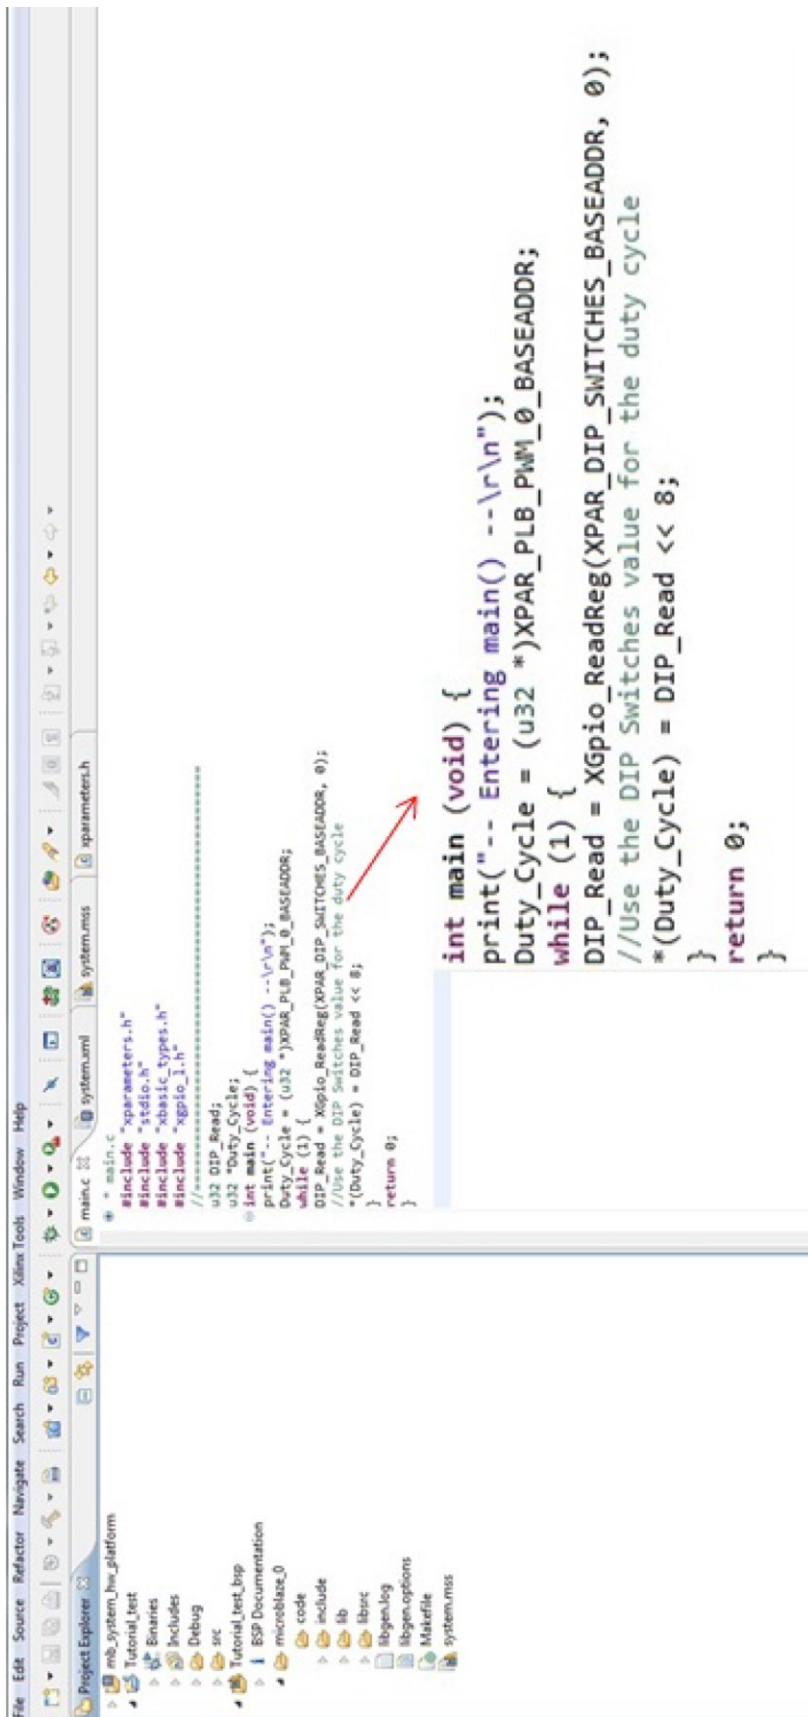 File Edit Source Refactor Navigate Search Run Project Xilinx Tools Window Help
Project Explorer
mb_system_hw_platform
Tutorial_test
Binaries
Includes
Debug
src
Tutorial_test_bsp
BSP Documentation
microblaze_0
code
include
lib
libsrc
libgen.log
libgen.options
Makefile
system.mss
main.c system.xml system.mss xparameters.h
* main.c
#include "xparameters.h"
#include "stdio.h"
#include "xbasic_types.h"
#include "xgpio_l.h"
//====================================================
u32 DIP_Read;
u32 *Duty_Cycle;
int main (void) {
print("-- Entering main() --\r\n");
Duty_Cycle = (u32 *)XPAR_PLB_PWM_0_BASEADDR;
while (1) {
DIP_Read = XGpio_ReadReg(XPAR_DIP_SWITCHES_BASEADDR, 0);
//Use the DIP Switches value for the duty cycle
*(Duty_Cycle) = DIP_Read << 8;
}
return 0;
}
int main (void) {
print("-- Entering main() --\r\n");
Duty_Cycle = (u32 *)XPAR_PLB_PWM_0_BASEADDR;
while (1) {
DIP_Read = XGpio_ReadReg(XPAR_DIP_SWITCHES_BASEADDR, 0);
//Use the DIP Switches value for the duty cycle
*(Duty_Cycle) = DIP_Read << 8;
}
return 0;
}